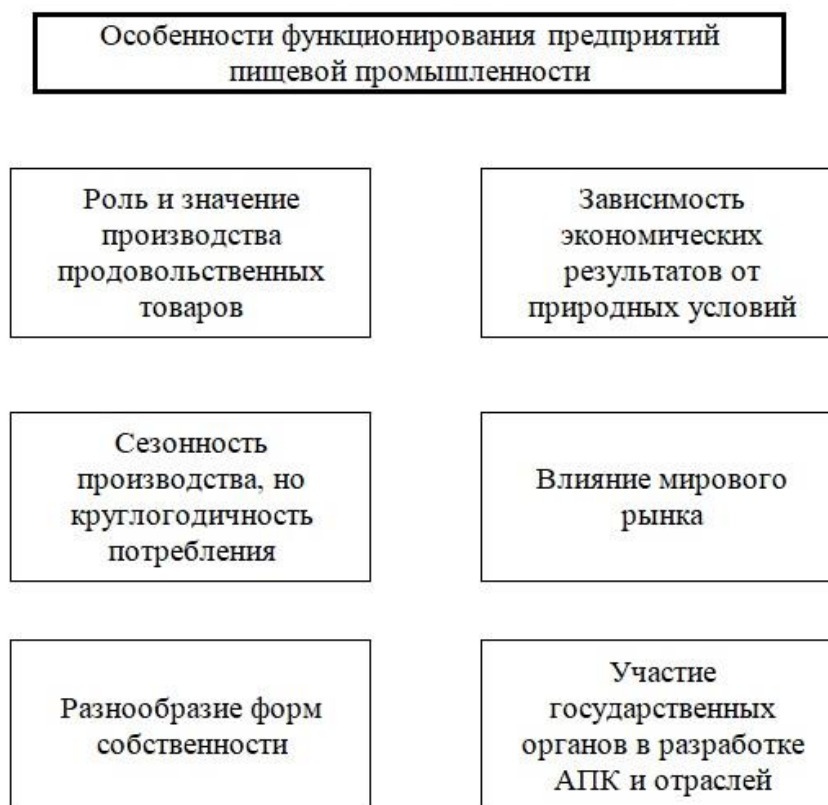 Особенности функционирования предприятий
пищевой промышленности
Роль и значение
производства
продовольственных
товаров
Зависимость
экономических
результатов от
природных условий
Сезонность
производства, но
круглогодичность
потребления
Влияние мирового
рынка
Разнообразие форм
собственности
Участие
государственных
органов в разработке
АПК и отраслей